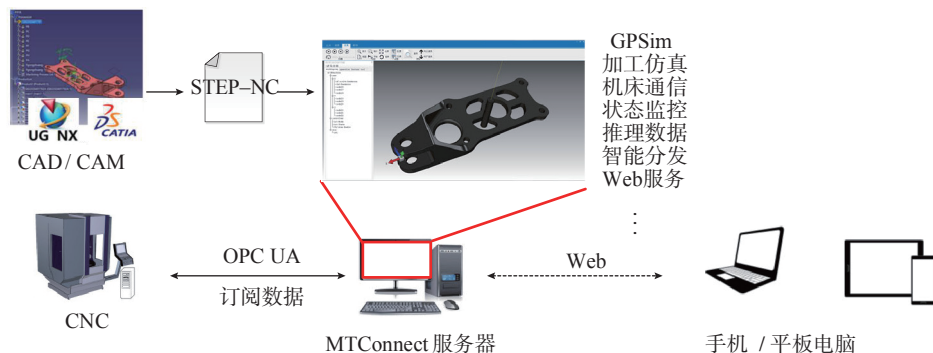 UG NX
CATIA
CAD / CAM
STEP–NC
GPSim
加工仿真
机床通信
状态监控
推理数据
智能分发
Web服务
⋮
OPC UA
订阅数据
Web
CNC
MTConnect 服务器
手机 / 平板电脑